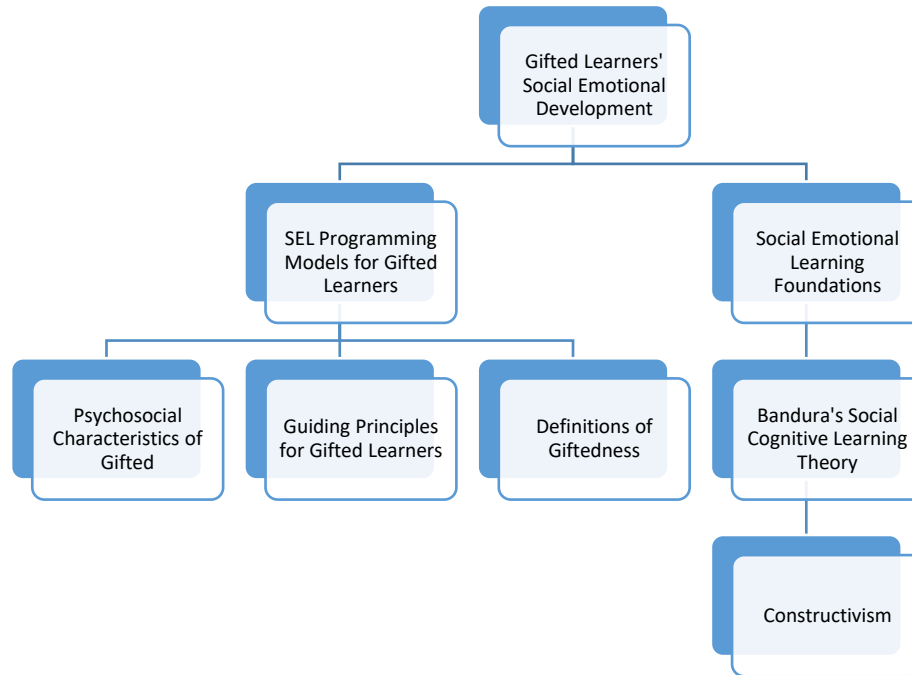 Gifted Learners'
Social Emotional
Development
SEL Programming
Models for Gifted
Learners
Social Emotional
Learning
Foundations
Psychosocial
Characteristics of
Gifted
Guiding Principles
for Gifted Learners
Definitions of
Giftedness
Bandura's Social
Cognitive Learning
Theory
Constructivism